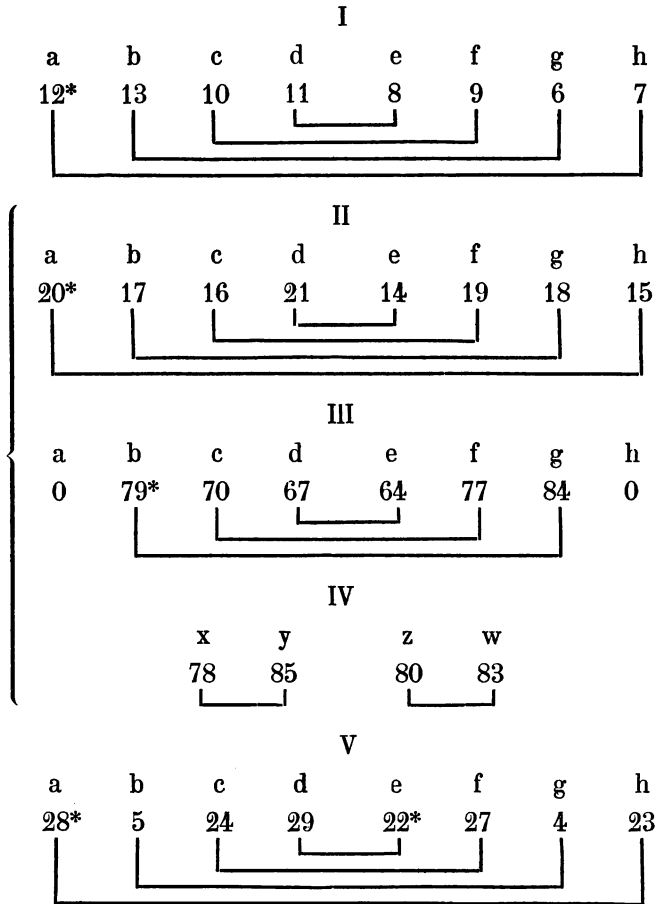 I
a b c d e f g h
12* 13 10 11 8 9 6 7
II
a b c d e f g h
20* 17 16 21 14 19 18 15
III
a b c d e f g h
0 79* 70 67 64 77 84 0
IV
x y z w
78 85 80 83
V
a b c d e f g h
28* 5 24 29 22* 27 4 23